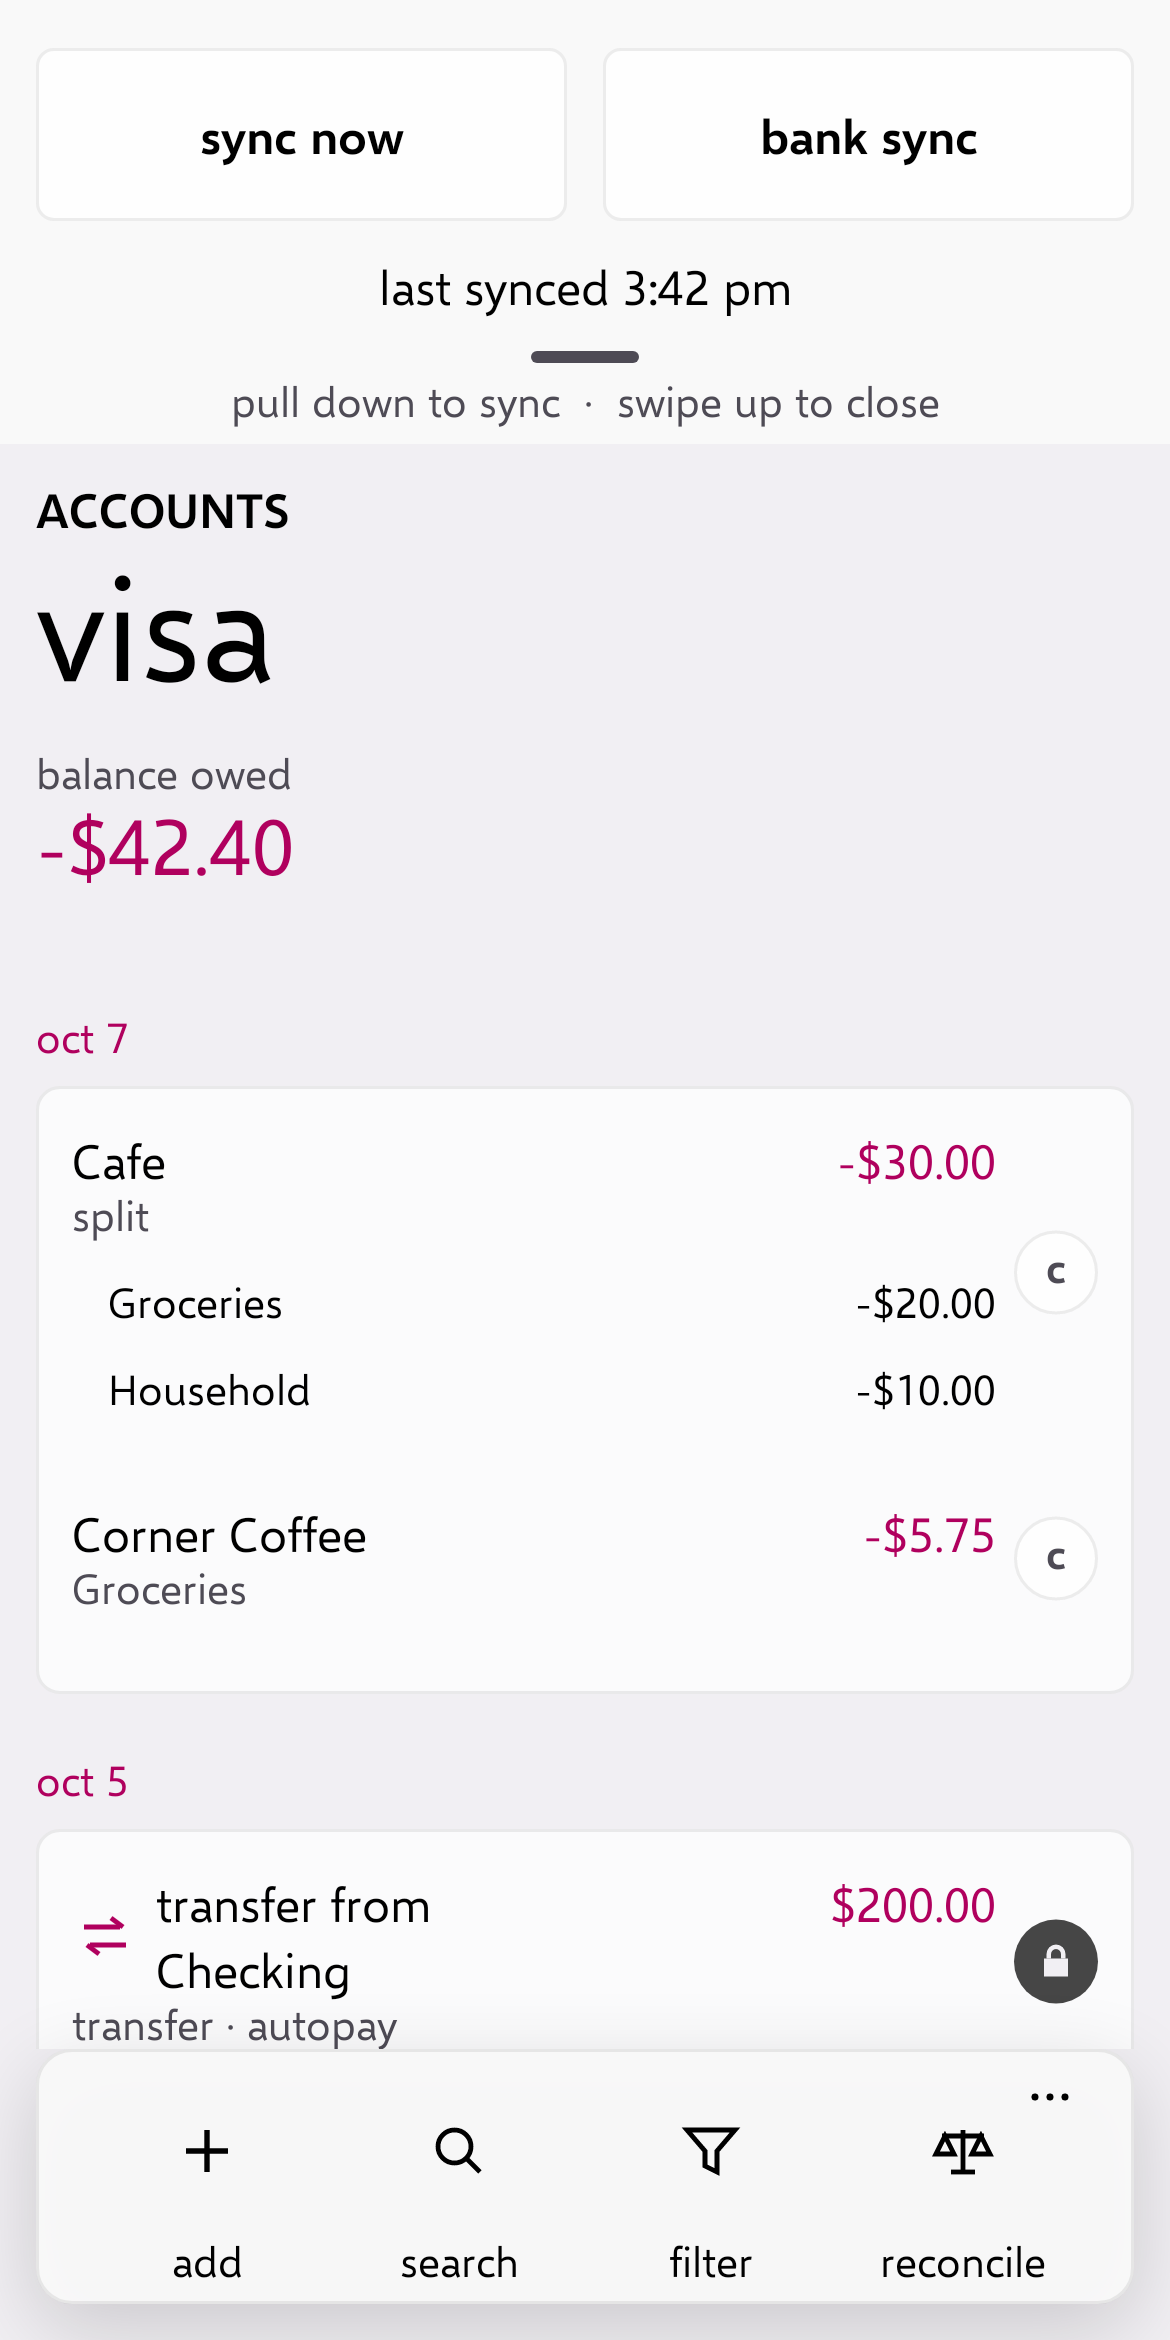 sync now
bank sync
last synced 3:42 pm
pull down to sync · swipe up to close
ACCOUNTS
visa
balance owed
-$42.40
oct 7
Cafe
-$30.00
split
c
Groceries
-$20.00
Household
-$10.00
Corner Coffee
-$5.75
c
Groceries
oct 5
transfer from
Checking
$200.00
transfer · autopay
add
search
filter
reconcile